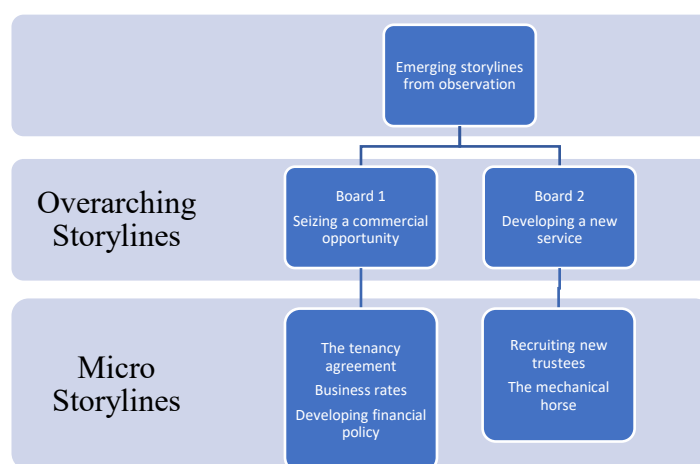 Emerging storylines
from observation
Overarching
Storylines
Board 1
Seizing a commercial
opportunity
Board 2
Developing a new
service
Micro
Storylines
The tenancy
agreement
Business rates
Developing financial
policy
Recruiting new
trustees
The mechanical
horse